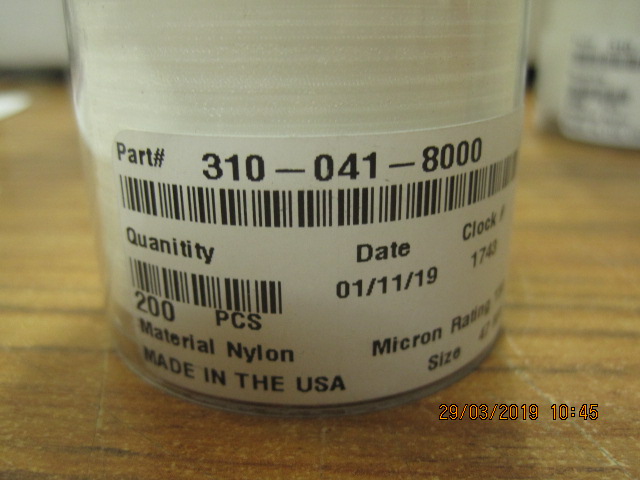 Part# 310-041-8000
Quanitity
Date
Clock #
200 PCS
01/11/19
1743
Material Nylon
Micron Rating
MADE IN THE USA
Size
29/03/2019 10:45